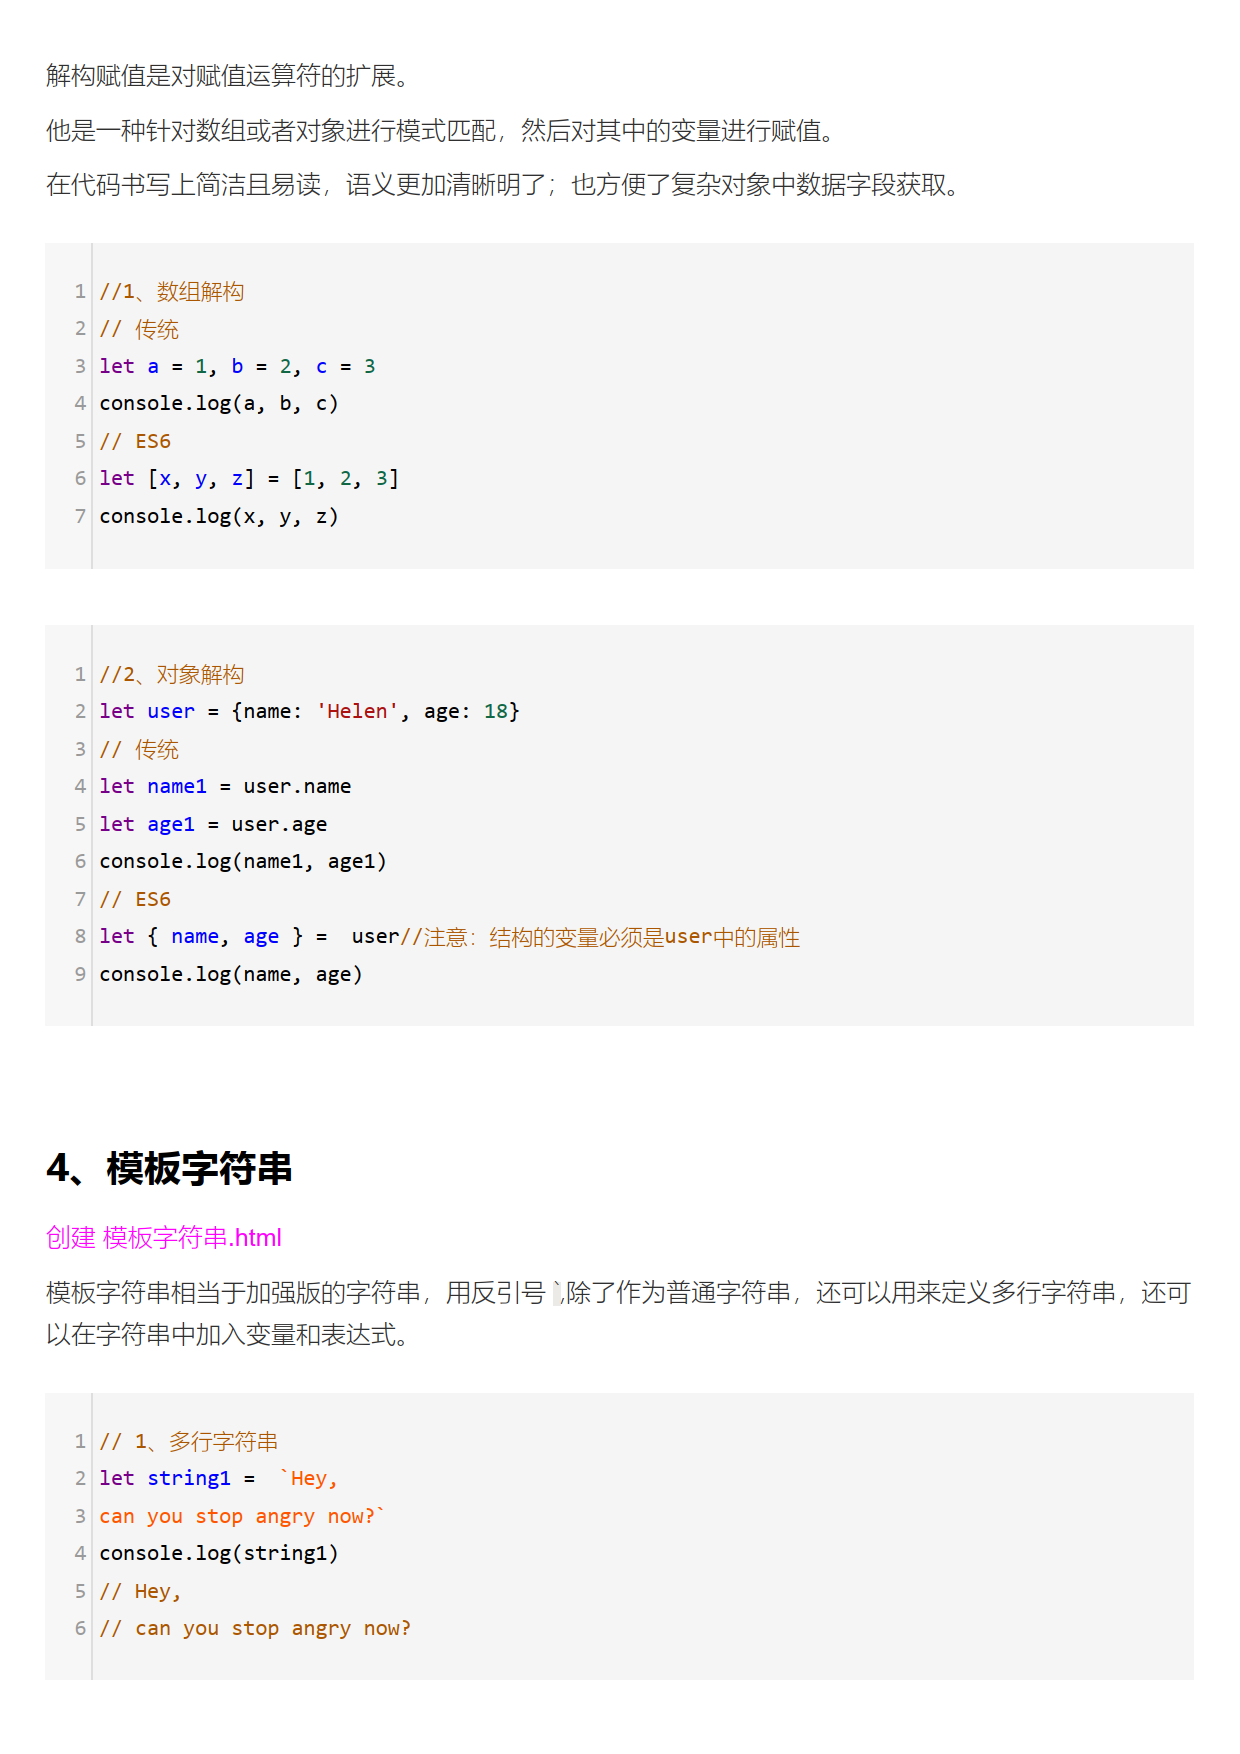 解构赋值是对赋值运算符的扩展。
他是一种针对数组或者对象进行模式匹配，然后对其中的变量进行赋值。
在代码书写上简洁且易读，语义更加清晰明了；也方便了复杂对象中数据字段获取。
1 //1、数组解构
2 // 传统
3 let a = 1, b = 2, c = 3
4 console.log(a, b, c)
5 // ES6
6 let [x, y, z] = [1, 2, 3]
7 console.log(x, y, z)
1 //2、对象解构
2 let user = {name: 'Helen', age: 18}
3 // 传统
4 let name1 = user.name
5 let age1 = user.age
6 console.log(name1, age1)
7 // ES6
8 let { name, age } =  user//注意：结构的变量必须是user中的属性
9 console.log(name, age)
4、模板字符串
创建 模板字符串.html
模板字符串相当于加强版的字符串，用反引号 `,除了作为普通字符串，还可以用来定义多行字符串，还可
以在字符串中加入变量和表达式。
1 // 1、多行字符串
2 let string1 =  `Hey,
3 can you stop angry now?`
4 console.log(string1)
5 // Hey,
6 // can you stop angry now?